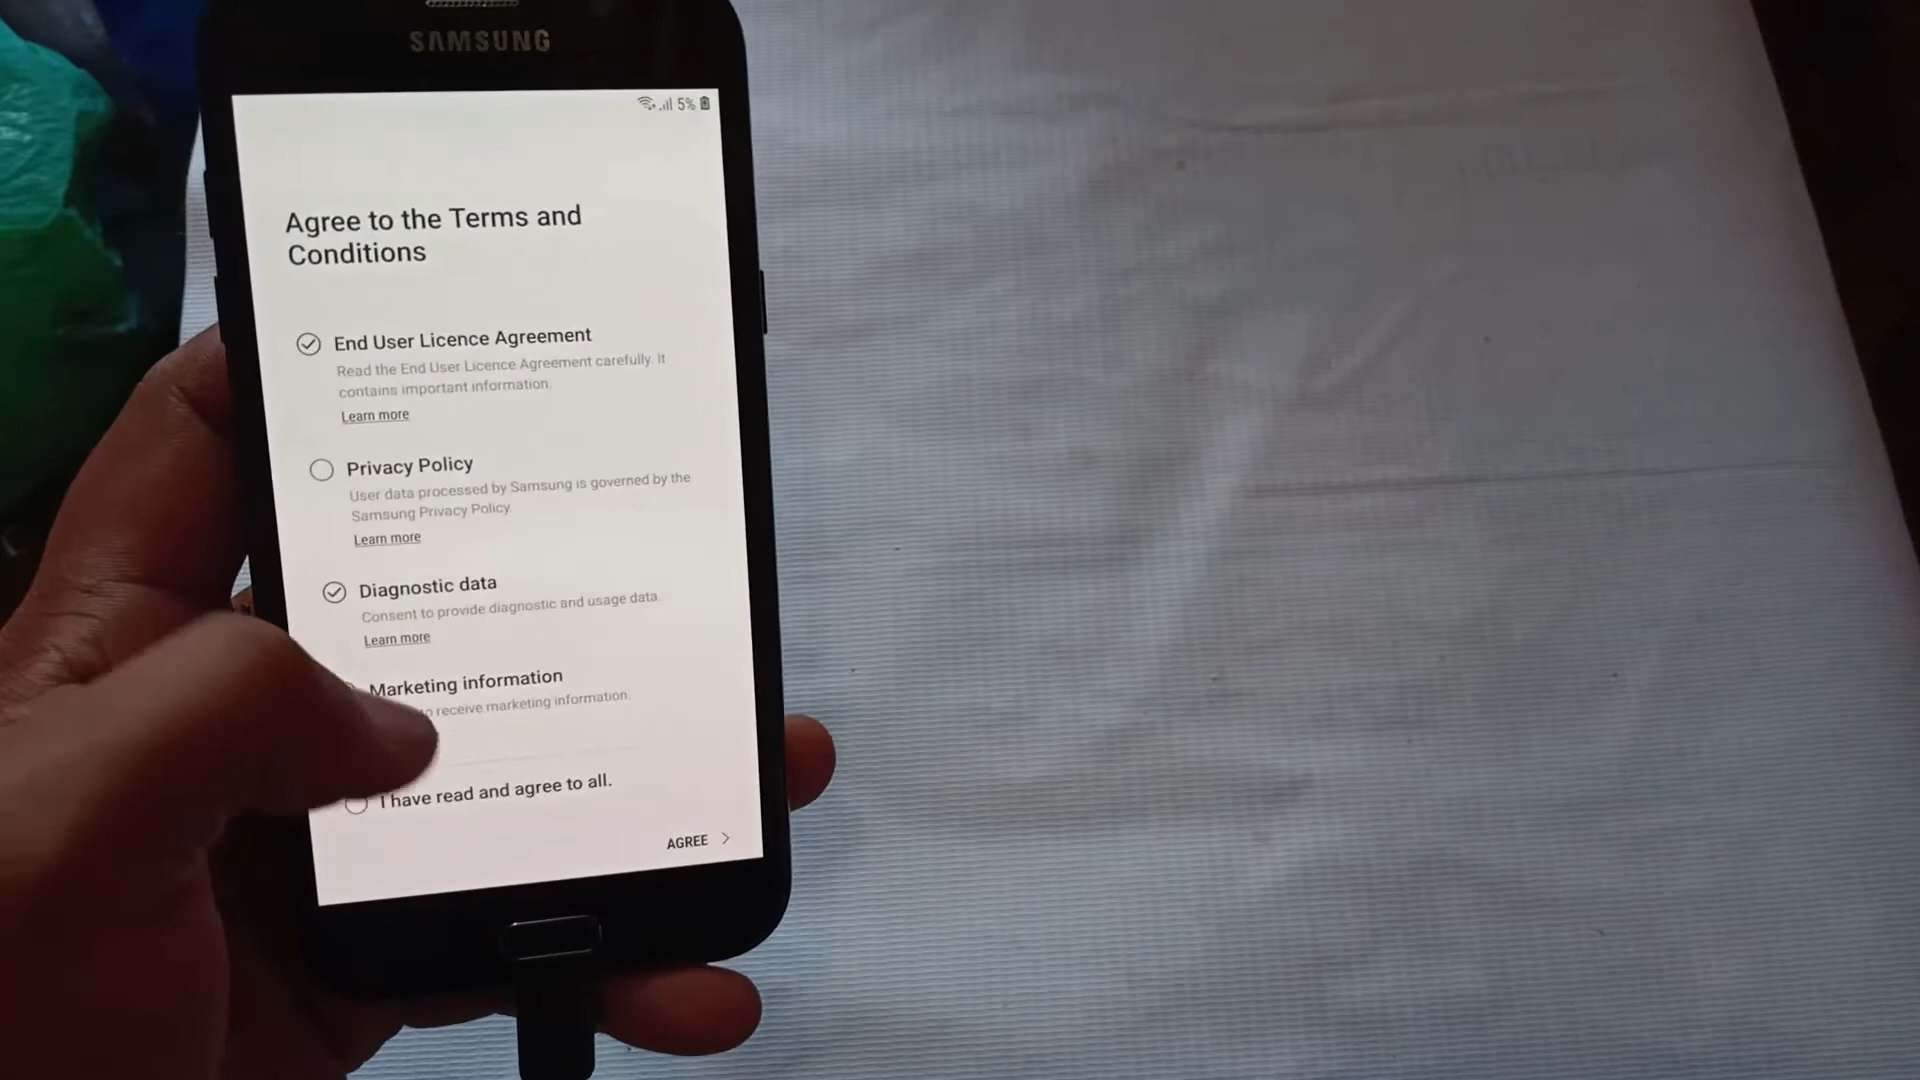 SAMSUNG
5%
Agree to the Terms and
Conditions
End User Licence Agreement
Read the End User Licence Agreement carefully. It
contains important information.
Learn more
Privacy Policy
User data processed by Samsung is governed by the
Samsung Privacy Policy.
Learn more
Diagnostic data
Consent to provide diagnostic and usage data.
Learn more
Marketing information
receive marketing information.
I have read and agree to all.
AGREE >